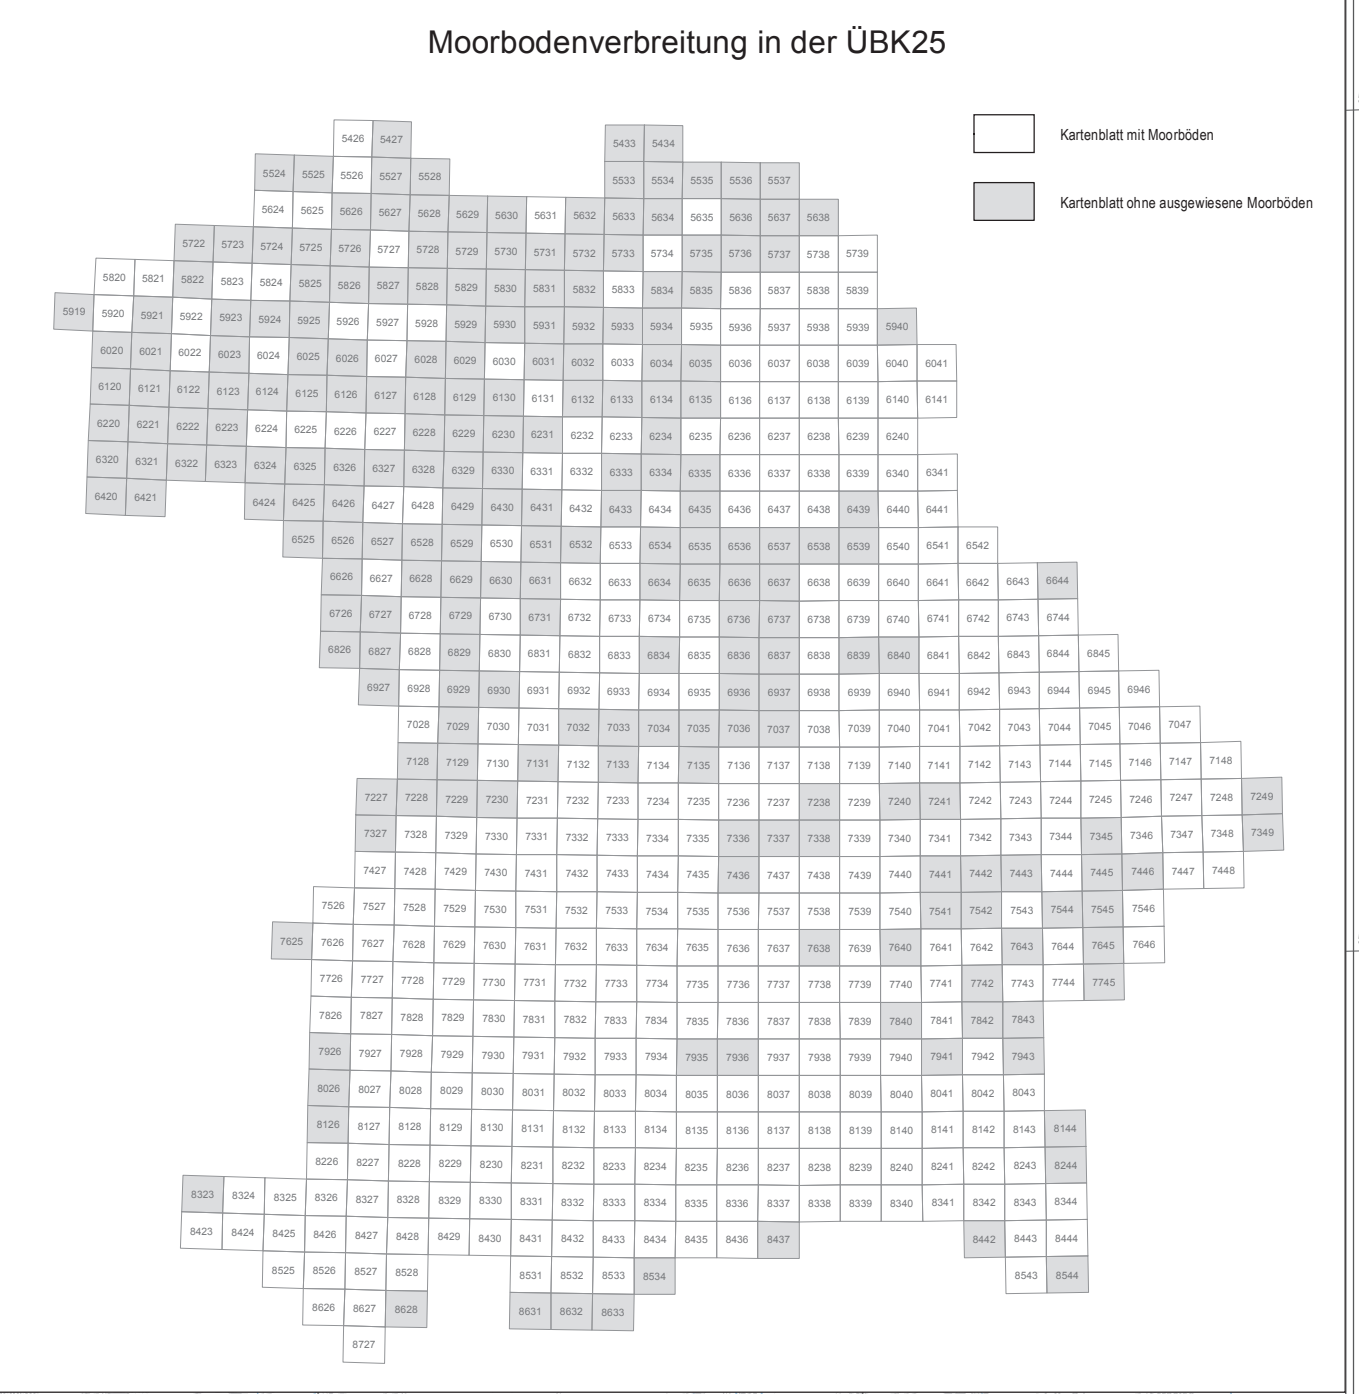 Moorbodenverbreitung in der ÜBK25
Kartenblatt mit Moorböden
Kartenblatt ohne ausgewiesene Moorböden
5426 5427 5433 5434
5524 5525 5526 5527 5528 5533 5534 5535 5536 5537
5624 5625 5626 5627 5628 5629 5630 5631 5632 5633 5634 5635 5636 5637 5638
5722 5723 5724 5725 5726 5727 5728 5729 5730 5731 5732 5733 5734 5735 5736 5737 5738 5739
5820 5821 5822 5823 5824 5825 5826 5827 5828 5829 5830 5831 5832 5833 5834 5835 5836 5837 5838 5839
5919 5920 5921 5922 5923 5924 5925 5926 5927 5928 5929 5930 5931 5932 5933 5934 5935 5936 5937 5938 5939 5940
6020 6021 6022 6023 6024 6025 6026 6027 6028 6029 6030 6031 6032 6033 6034 6035 6036 6037 6038 6039 6040 6041
6120 6121 6122 6123 6124 6125 6126 6127 6128 6129 6130 6131 6132 6133 6134 6135 6136 6137 6138 6139 6140 6141
6220 6221 6222 6223 6224 6225 6226 6227 6228 6229 6230 6231 6232 6233 6234 6235 6236 6237 6238 6239 6240
6320 6321 6322 6323 6324 6325 6326 6327 6328 6329 6330 6331 6332 6333 6334 6335 6336 6337 6338 6339 6340 6341
6420 6421 6424 6425 6426 6427 6428 6429 6430 6431 6432 6433 6434 6435 6436 6437 6438 6439 6440 6441
6525 6526 6527 6528 6529 6530 6531 6532 6533 6534 6535 6536 6537 6538 6539 6540 6541 6542
6626 6627 6628 6629 6630 6631 6632 6633 6634 6635 6636 6637 6638 6639 6640 6641 6642 6643 6644
6726 6727 6728 6729 6730 6731 6732 6733 6734 6735 6736 6737 6738 6739 6740 6741 6742 6743 6744
6826 6827 6828 6829 6830 6831 6832 6833 6834 6835 6836 6837 6838 6839 6840 6841 6842 6843 6844 6845
6927 6928 6929 6930 6931 6932 6933 6934 6935 6936 6937 6938 6939 6940 6941 6942 6943 6944 6945 6946
7028 7029 7030 7031 7032 7033 7034 7035 7036 7037 7038 7039 7040 7041 7042 7043 7044 7045 7046 7047
7128 7129 7130 7131 7132 7133 7134 7135 7136 7137 7138 7139 7140 7141 7142 7143 7144 7145 7146 7147 7148
7227 7228 7229 7230 7231 7232 7233 7234 7235 7236 7237 7238 7239 7240 7241 7242 7243 7244 7245 7246 7247 7248 7249
7327 7328 7329 7330 7331 7332 7333 7334 7335 7336 7337 7338 7339 7340 7341 7342 7343 7344 7345 7346 7347 7348 7349
7427 7428 7429 7430 7431 7432 7433 7434 7435 7436 7437 7438 7439 7440 7441 7442 7443 7444 7445 7446 7447 7448
7526 7527 7528 7529 7530 7531 7532 7533 7534 7535 7536 7537 7538 7539 7540 7541 7542 7543 7544 7545 7546
7625 7626 7627 7628 7629 7630 7631 7632 7633 7634 7635 7636 7637 7638 7639 7640 7641 7642 7643 7644 7645 7646
7726 7727 7728 7729 7730 7731 7732 7733 7734 7735 7736 7737 7738 7739 7740 7741 7742 7743 7744 7745
7826 7827 7828 7829 7830 7831 7832 7833 7834 7835 7836 7837 7838 7839 7840 7841 7842 7843
7926 7927 7928 7929 7930 7931 7932 7933 7934 7935 7936 7937 7938 7939 7940 7941 7942 7943
8026 8027 8028 8029 8030 8031 8032 8033 8034 8035 8036 8037 8038 8039 8040 8041 8042 8043
8126 8127 8128 8129 8130 8131 8132 8133 8134 8135 8136 8137 8138 8139 8140 8141 8142 8143 8144
8226 8227 8228 8229 8230 8231 8232 8233 8234 8235 8236 8237 8238 8239 8240 8241 8242 8243 8244
8323 8324 8325 8326 8327 8328 8329 8330 8331 8332 8333 8334 8335 8336 8337 8338 8339 8340 8341 8342 8343 8344
8423 8424 8425 8426 8427 8428 8429 8430 8431 8432 8433 8434 8435 8436 8437 8442 8443 8444
8525 8526 8527 8528 8531 8532 8533 8534 8543 8544
8626 8627 8628 8631 8632 8633
8727